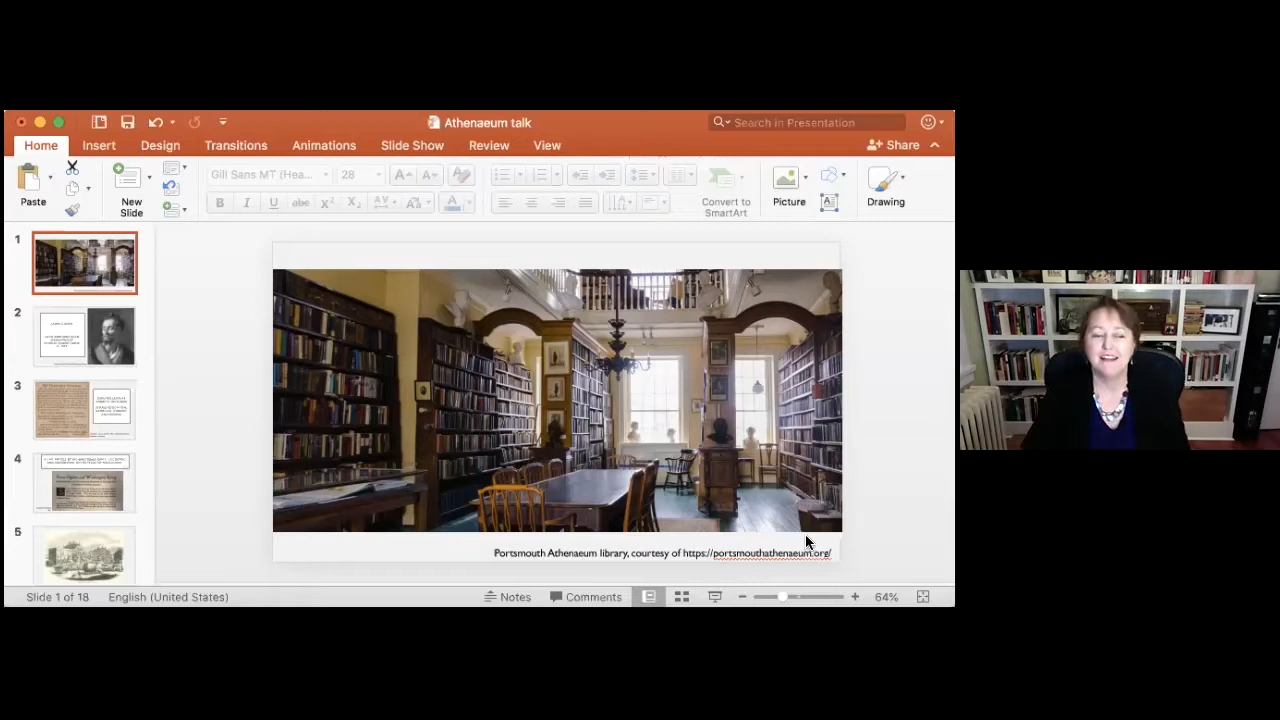 Athenaeum talk
Search in Presentation
Home Insert Design Transitions Animations Slide Show Review View Share
Paste
New
Slide
Gill Sans MT (Hea... 28
Convert to
SmartArt
Picture
Drawing
1
2
3
4
5
Portsmouth Athenaeum library, courtesy of https://portsmouthathenaeum.org/
Slide 1 of 18 English (United States) Notes Comments 64%